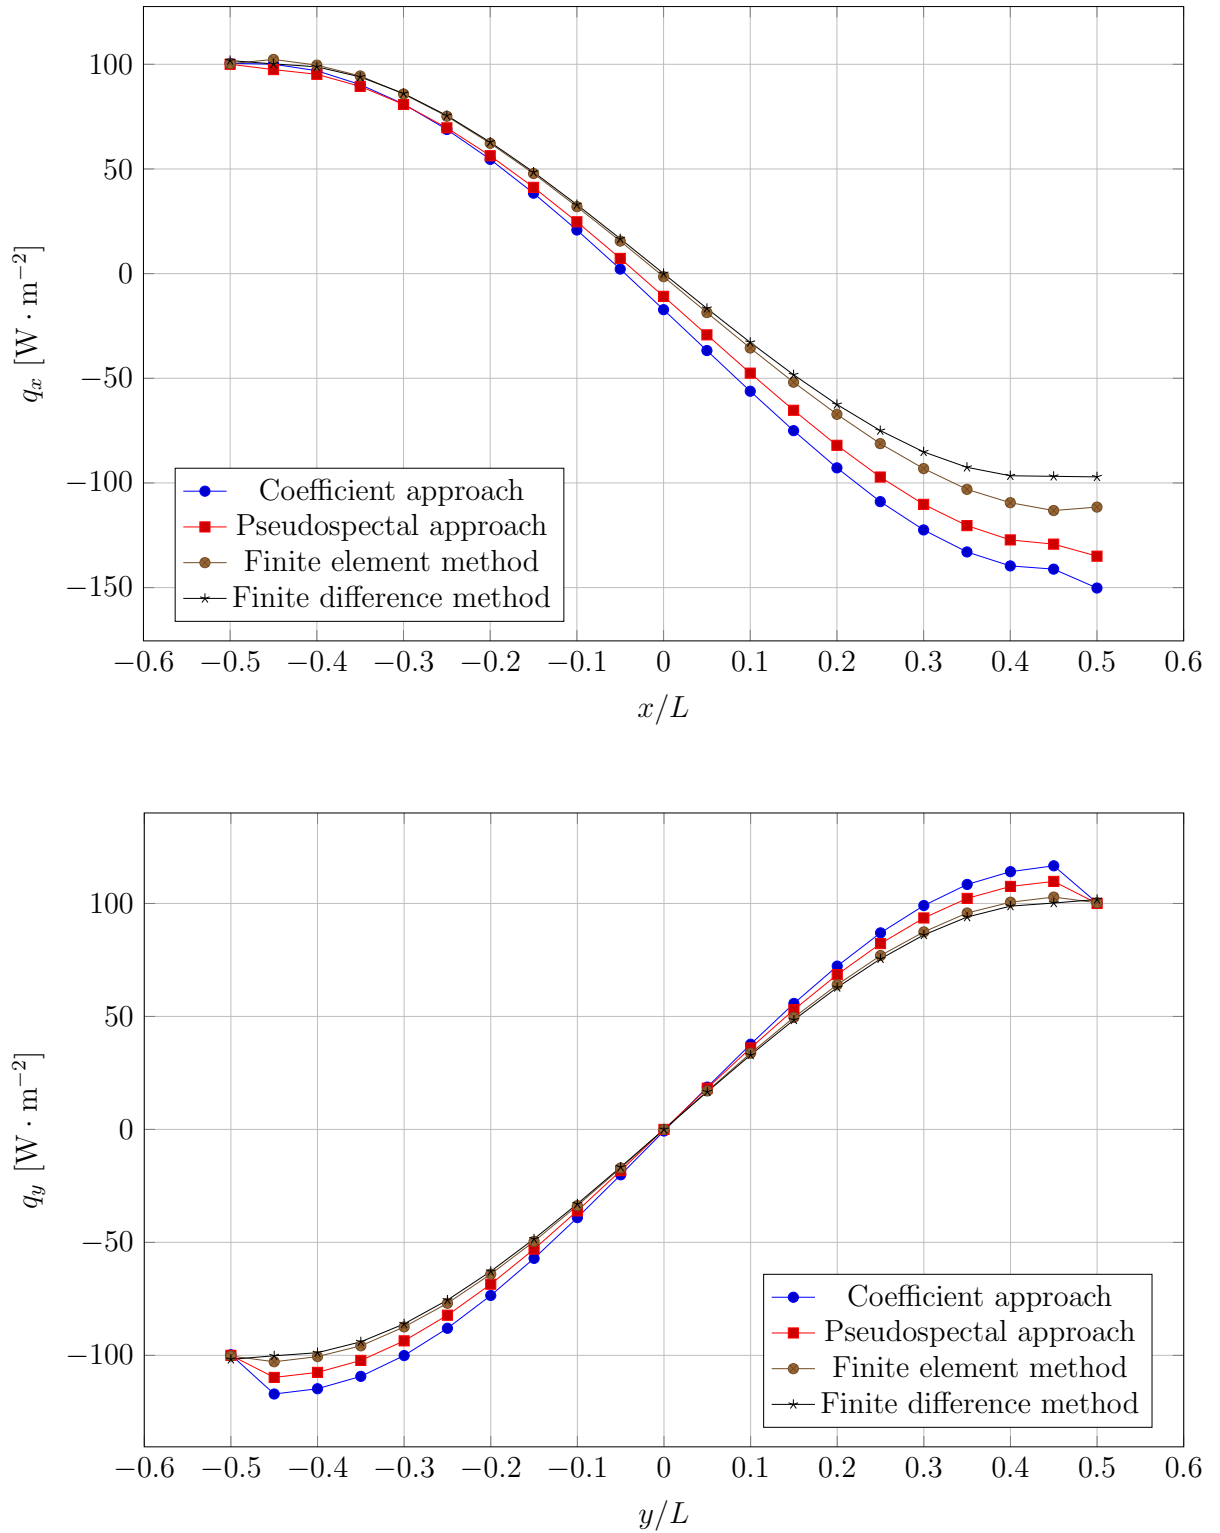 100
50
0
−50
−100
−150
q_x [W · m⁻²]
Coefficient approach
Pseudospectal approach
Finite element method
Finite difference method
−0.6 −0.5 −0.4 −0.3 −0.2 −0.1 0 0.1 0.2 0.3 0.4 0.5 0.6
x/L
100
50
0
−50
−100
q_y [W · m⁻²]
Coefficient approach
Pseudospectal approach
Finite element method
Finite difference method
−0.6 −0.5 −0.4 −0.3 −0.2 −0.1 0 0.1 0.2 0.3 0.4 0.5 0.6
y/L